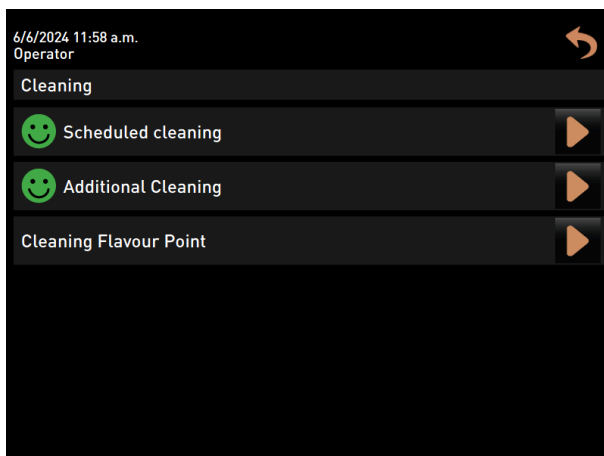 6/6/2024 11:58 a.m.
Operator
Cleaning
Scheduled cleaning
Additional Cleaning
Cleaning Flavour Point